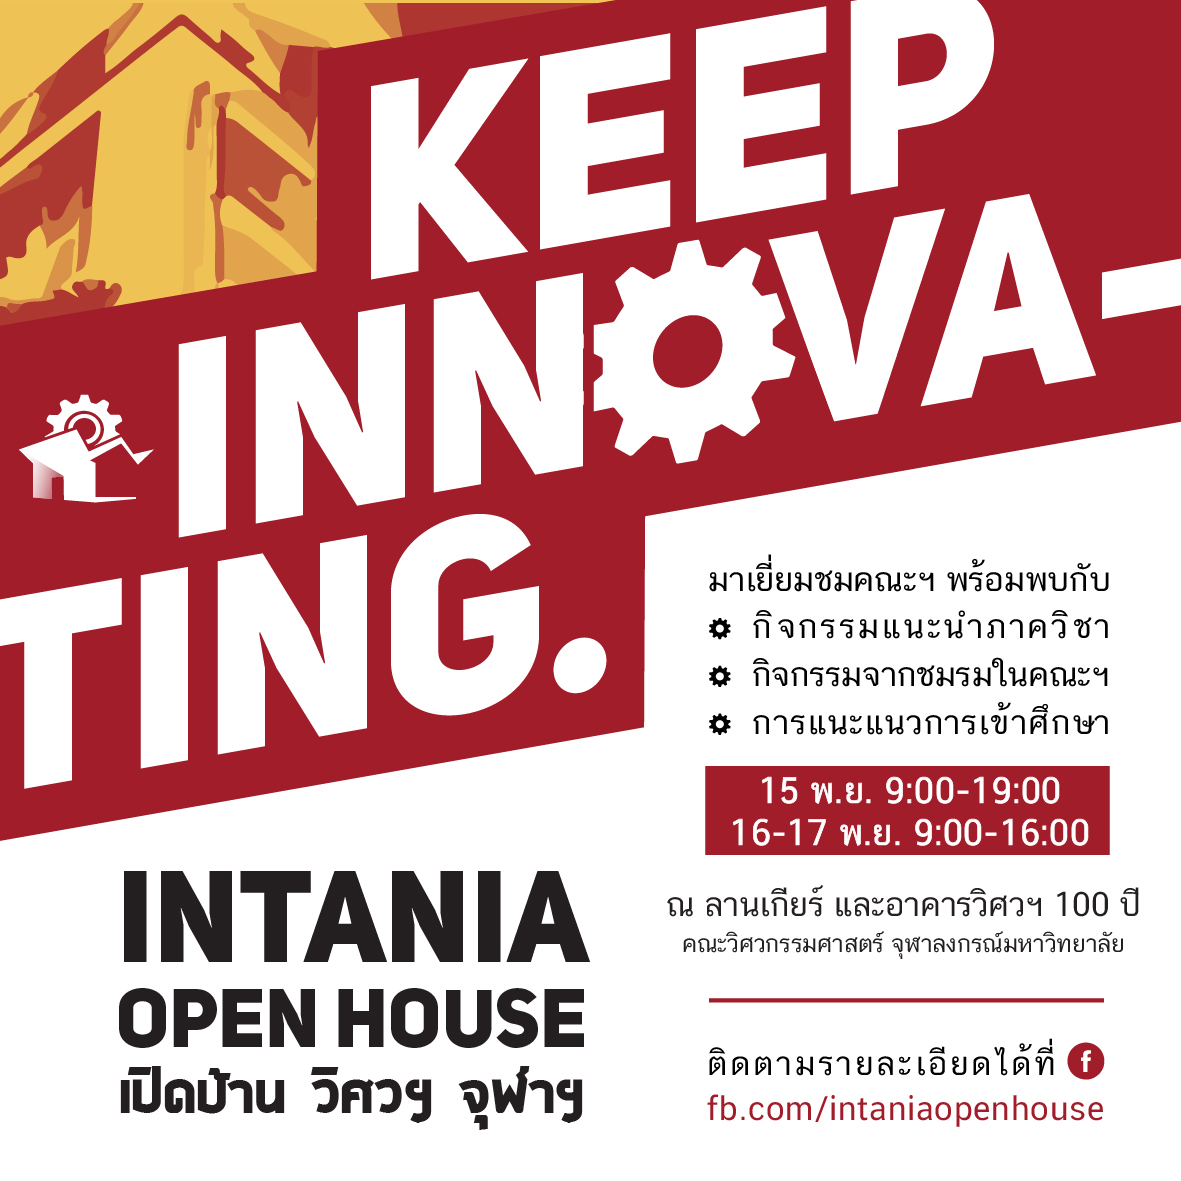 KEEP
INNOVA-
TING.
มาเยี่ยมชมคณะฯ พร้อมพบกับ
กิจกรรมแนะนำภาควิชา
กิจกรรมจากชมรมในคณะฯ
การแนะแนวการเข้าศึกษา
15 พ.ย. 9:00-19:00
16-17 พ.ย. 9:00-16:00
ณ ลานเกียร์ และอาคารวิศวฯ 100 ปี
คณะวิศวกรรมศาสตร์ จุฬาลงกรณ์มหาวิทยาลัย
INTANIA
OPEN HOUSE
เปิดบ้าน วิศวฯ จุฬาฯ
ติดตามรายละเอียดได้ที่ f
fb.com/intaniaopenhouse